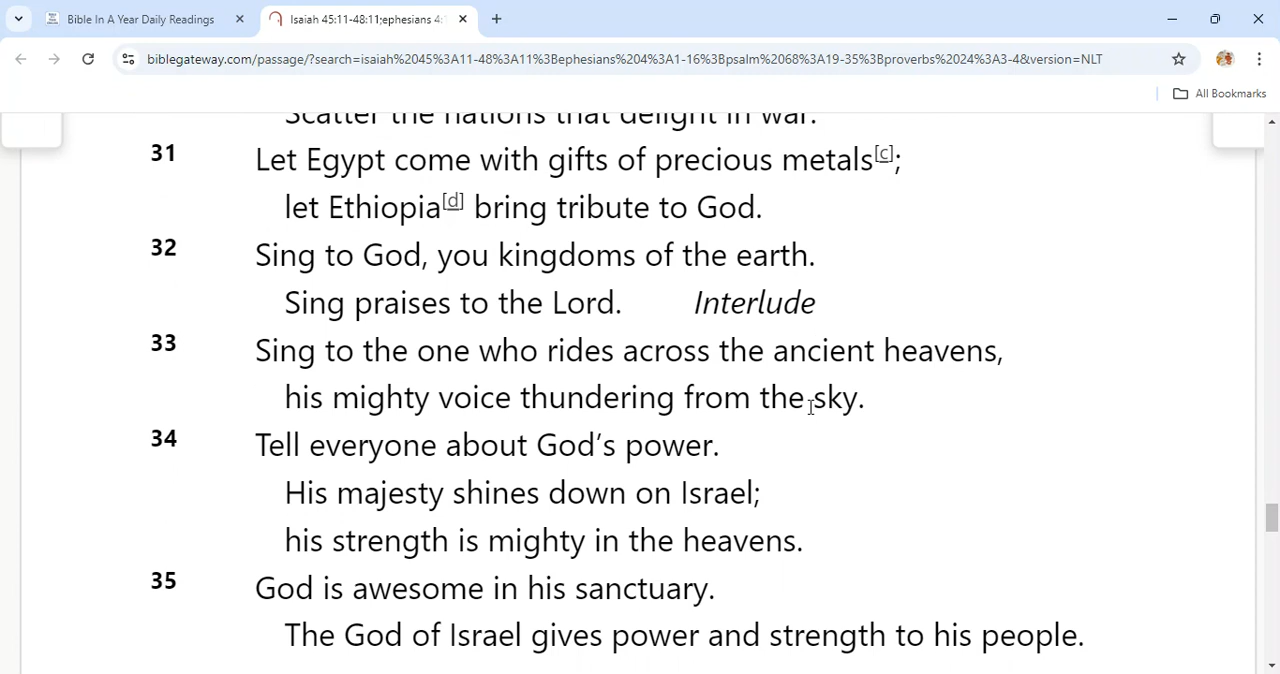 Bible In A Year Daily Readings
Isaiah 45:11-48:11;ephesians 4:
biblegateway.com/passage/?search=isaiah%2045%3A11-48%3A11%3Bephesians%204%3A1-16%3Bpsalm%2068%3A19-35%3Bproverbs%2024%3A3-4&version=NLT
All Bookmarks
Scatter the nations that delight in war.
31 Let Egypt come with gifts of precious metals[c];
let Ethiopia[d] bring tribute to God.
32 Sing to God, you kingdoms of the earth.
Sing praises to the Lord. Interlude
33 Sing to the one who rides across the ancient heavens,
his mighty voice thundering from the sky.
34 Tell everyone about God’s power.
His majesty shines down on Israel;
his strength is mighty in the heavens.
35 God is awesome in his sanctuary.
The God of Israel gives power and strength to his people.